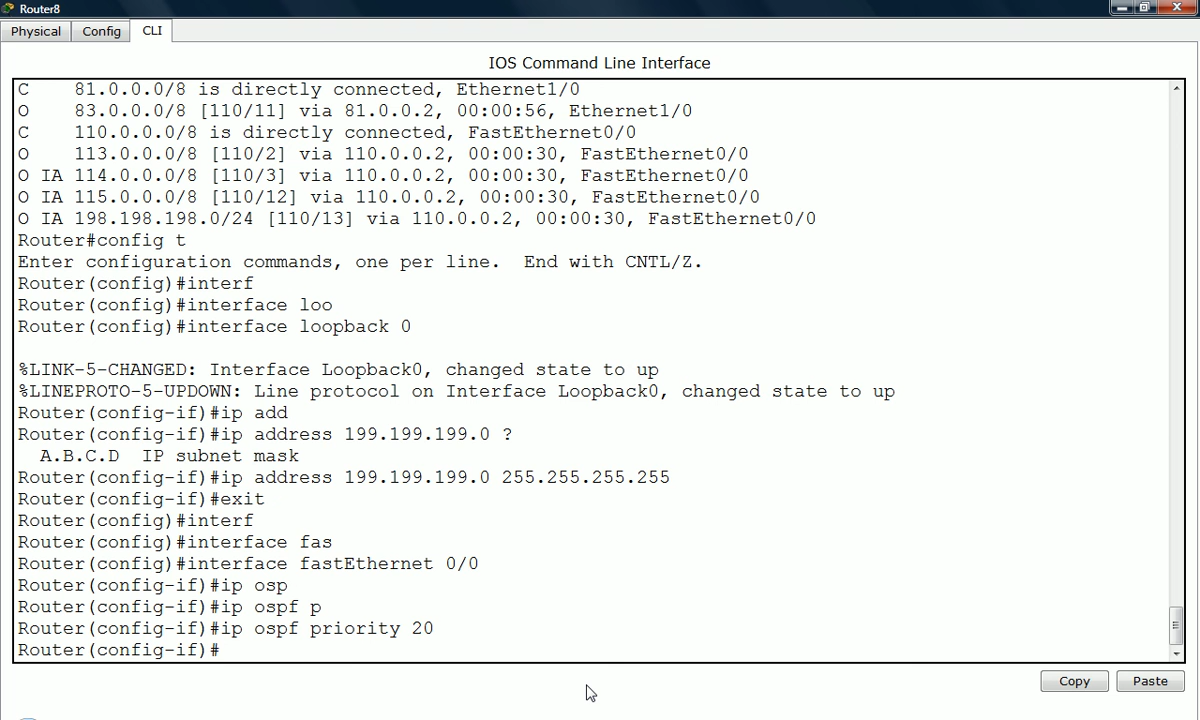 Router8
Physical Config CLI
IOS Command Line Interface
C    81.0.0.0/8 is directly connected, Ethernet1/0
O    83.0.0.0/8 [110/11] via 81.0.0.2, 00:00:56, Ethernet1/0
C    110.0.0.0/8 is directly connected, FastEthernet0/0
O    113.0.0.0/8 [110/2] via 110.0.0.2, 00:00:30, FastEthernet0/0
O IA 114.0.0.0/8 [110/3] via 110.0.0.2, 00:00:30, FastEthernet0/0
O IA 115.0.0.0/8 [110/12] via 110.0.0.2, 00:00:30, FastEthernet0/0
O IA 198.198.198.0/24 [110/13] via 110.0.0.2, 00:00:30, FastEthernet0/0
Router#config t
Enter configuration commands, one per line.  End with CNTL/Z.
Router(config)#interf
Router(config)#interface loo
Router(config)#interface loopback 0
%LINK-5-CHANGED: Interface Loopback0, changed state to up
%LINEPROTO-5-UPDOWN: Line protocol on Interface Loopback0, changed state to up
Router(config-if)#ip add
Router(config-if)#ip address 199.199.199.0 ?
  A.B.C.D  IP subnet mask
Router(config-if)#ip address 199.199.199.0 255.255.255.255
Router(config-if)#exit
Router(config)#interf
Router(config)#interface fas
Router(config)#interface fastEthernet 0/0
Router(config-if)#ip osp
Router(config-if)#ip ospf p
Router(config-if)#ip ospf priority 20
Router(config-if)#
Copy Paste